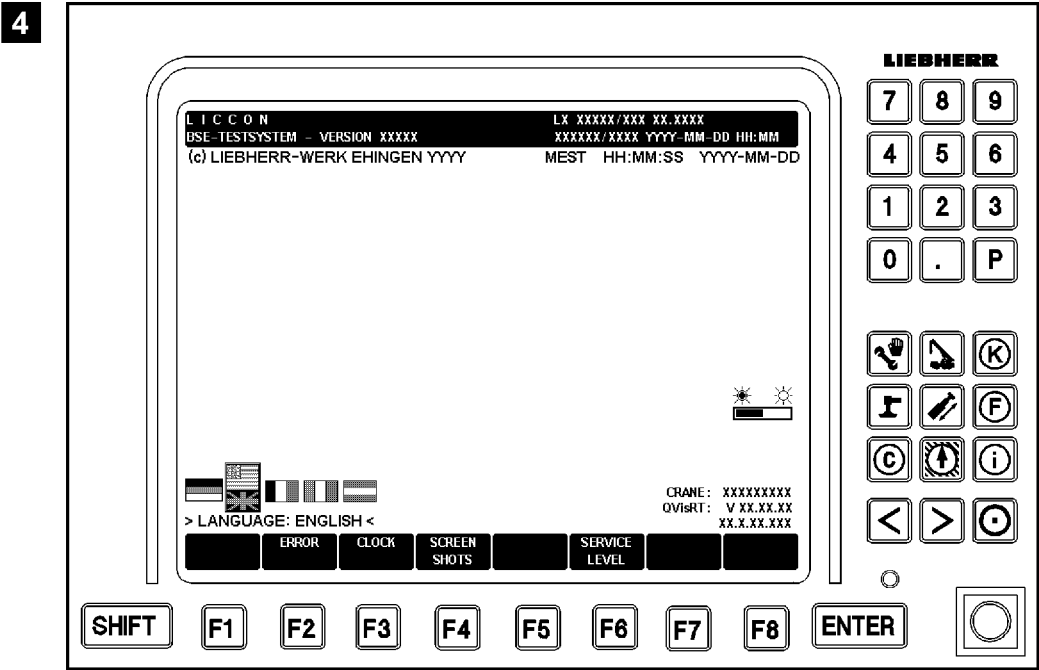 4
LIEBHERR
L I C C O N LX XXXXX/XXX XX.XXXX
BSE-TESTSYSTEM - VERSION XXXXX XXXXXX/XXXX YYYY-MM-DD HH:MM
(c) LIEBHERR-WERK EHINGEN YYYY MEST HH:MM:SS YYYY-MM-DD
7 8 9
4 5 6
1 2 3
0 . P
K
F
C i
< >
CRANE: XXXXXXXXX
QVisRT: V XX.XX.XX
XX.X.XX.XXX
> LANGUAGE: ENGLISH <
ERROR CLOCK SCREEN SHOTS SERVICE LEVEL
SHIFT F1 F2 F3 F4 F5 F6 F7 F8 ENTER